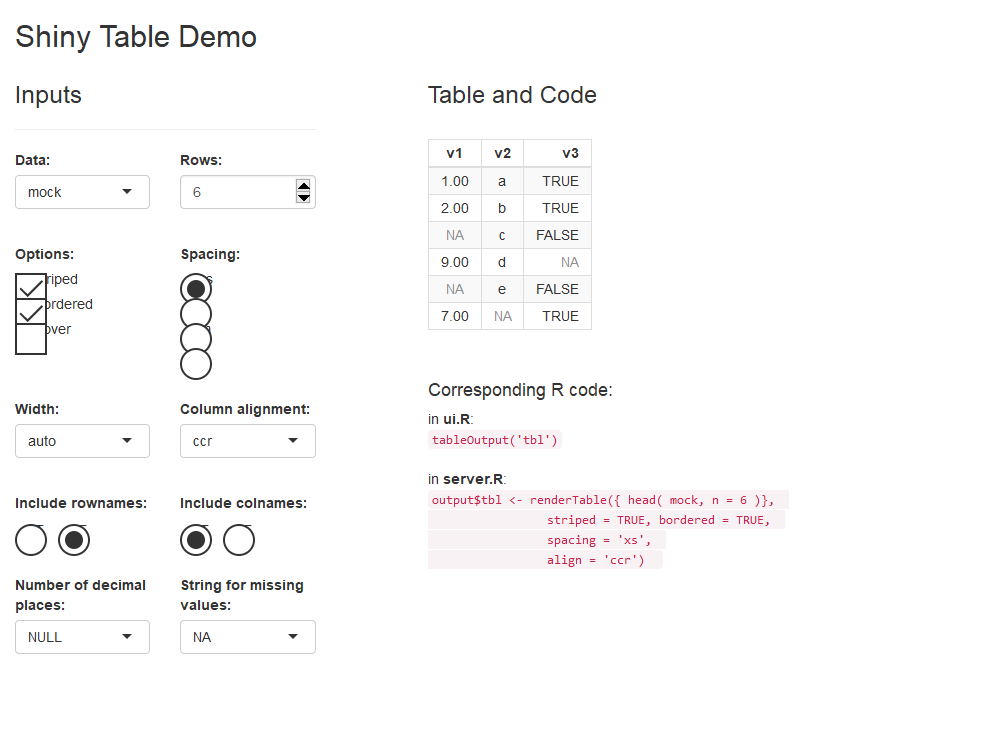 Shiny Table Demo
Inputs
Data:
Rows:
mock
6
Options:
Spacing:
riped
ordered
over
s
Width:
Column alignment:
auto
ccr
Include rownames:
Include colnames:
Number of decimal
places:
String for missing
values:
NULL
NA
Table and Code
v1 v2 v3
1.00 a TRUE
2.00 b TRUE
NA c FALSE
9.00 d NA
NA e FALSE
7.00 NA TRUE
Corresponding R code:
in ui.R:
tableOutput('tbl')
in server.R:
output$tbl <- renderTable({ head( mock, n = 6 )},
striped = TRUE, bordered = TRUE,
spacing = 'xs',
align = 'ccr')